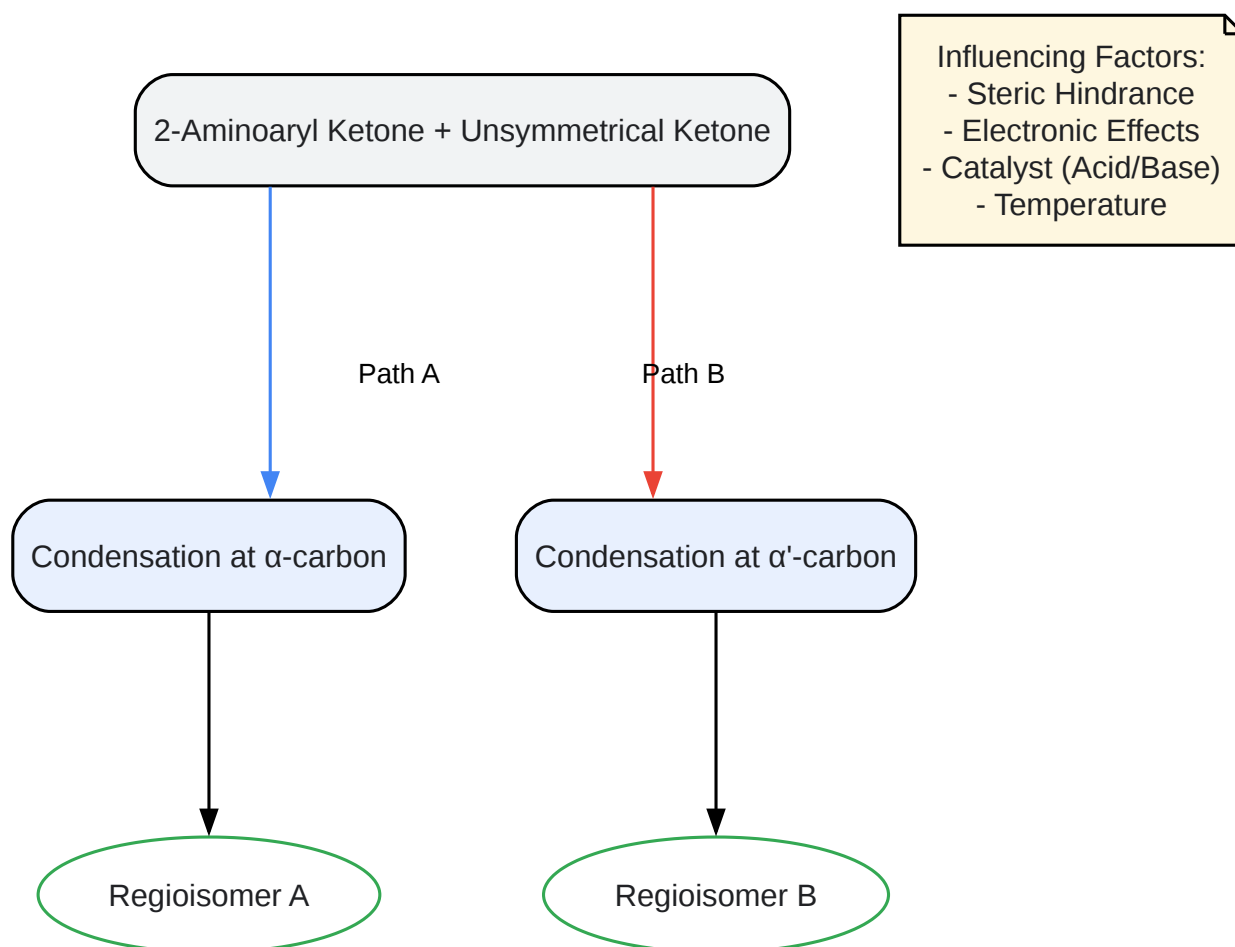 Influencing Factors:
- Steric Hindrance
- Electronic Effects
- Catalyst (Acid/Base)
- Temperature
2-Aminoaryl Ketone + Unsymmetrical Ketone
Path A
Path B
Condensation at α-carbon
Condensation at α'-carbon
Regioisomer A
Regioisomer B